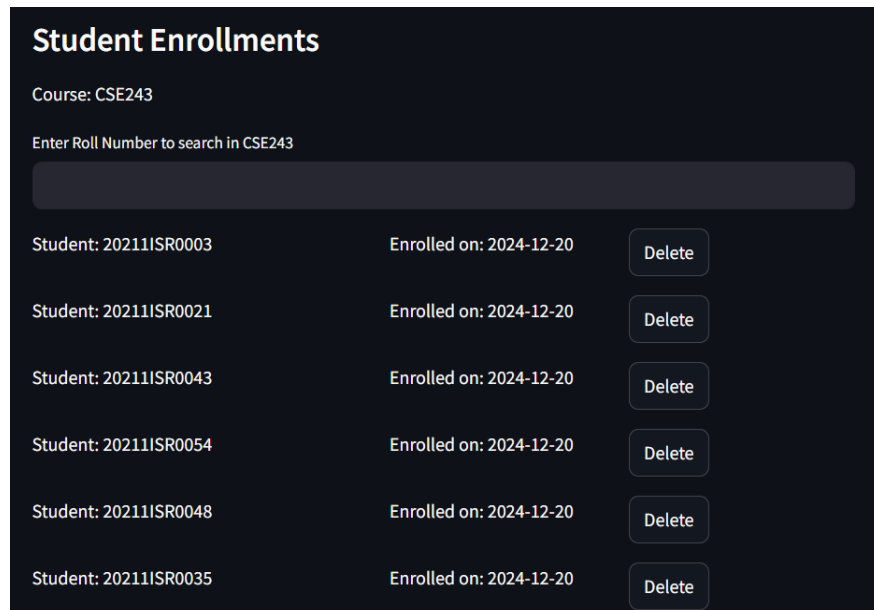 Student Enrollments
Course: CSE243
Enter Roll Number to search in CSE243
Student: 20211ISR0003 Enrolled on: 2024-12-20 Delete
Student: 20211ISR0021 Enrolled on: 2024-12-20 Delete
Student: 20211ISR0043 Enrolled on: 2024-12-20 Delete
Student: 20211ISR0054 Enrolled on: 2024-12-20 Delete
Student: 20211ISR0048 Enrolled on: 2024-12-20 Delete
Student: 20211ISR0035 Enrolled on: 2024-12-20 Delete